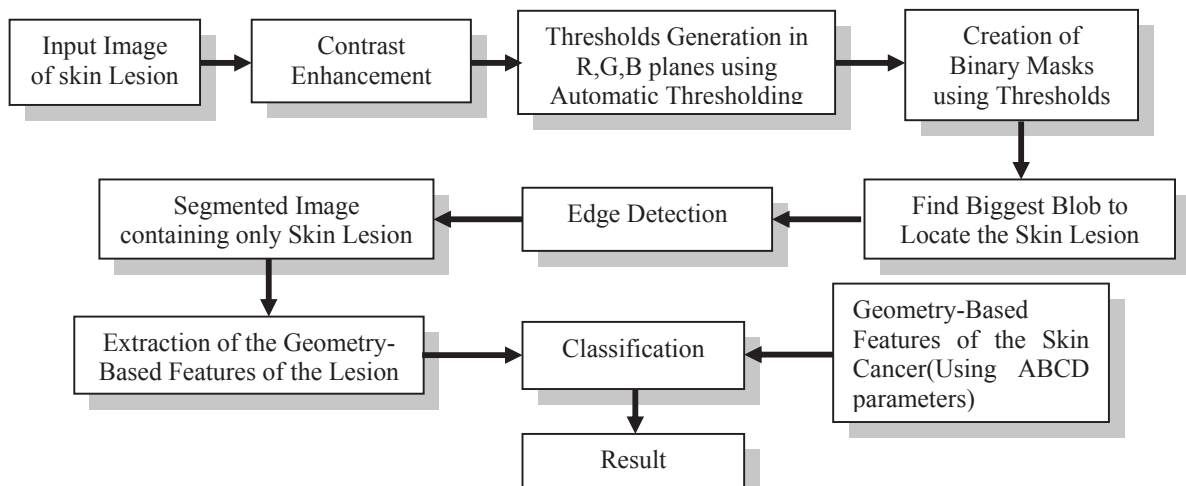 Input Image
of skin Lesion
Contrast
Enhancement
Thresholds Generation in
R,G,B planes using
Automatic Thresholding
Creation of
Binary Masks
using Thresholds
Find Biggest Blob to
Locate the Skin Lesion
Edge Detection
Segmented Image
containing only Skin Lesion
Extraction of the Geometry-
Based Features of the Lesion
Classification
Geometry-Based
Features of the Skin
Cancer(Using ABCD
parameters)
Result